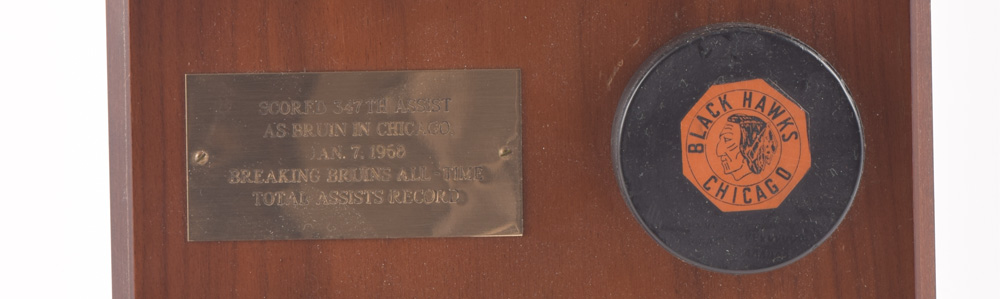 SCORED 347TH ASSIST
AS BRUIN IN CHICAGO
JAN. 7, 1968
BREAKING BRUINS ALL TIME
TOTAL ASSISTS RECORD
BLACK HAWKS
CHICAGO